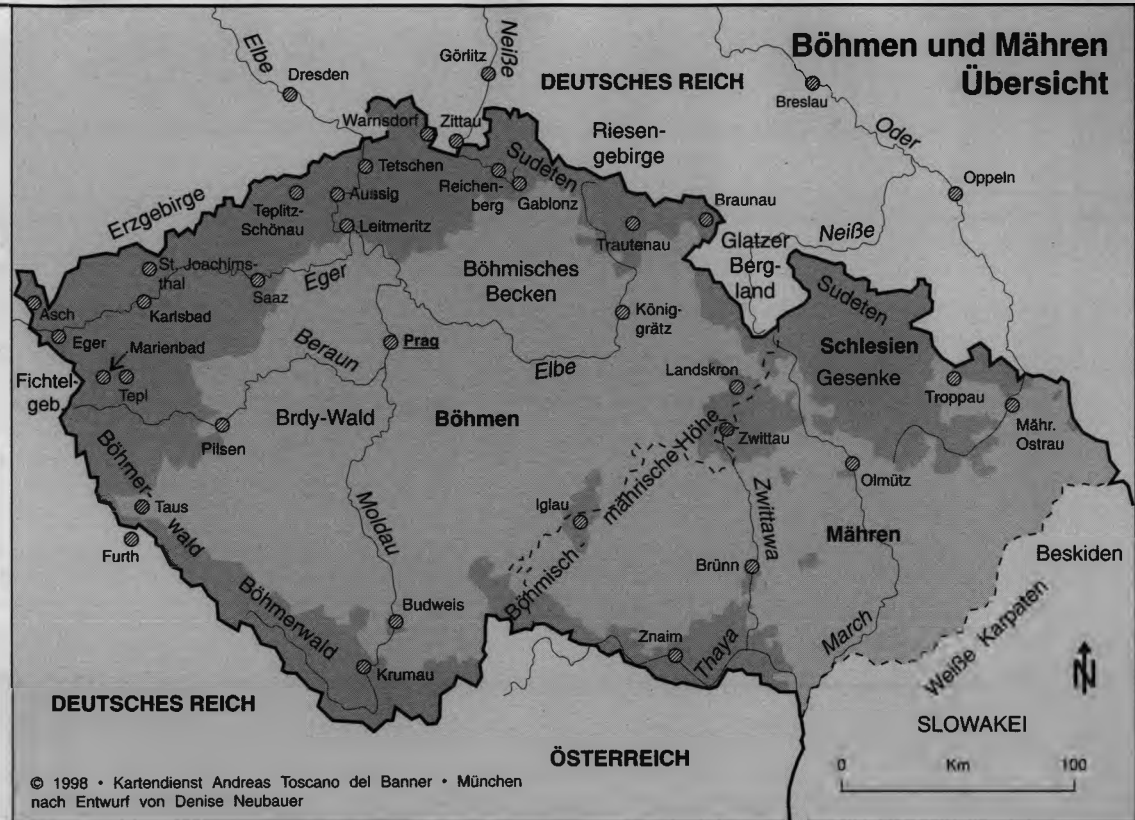 Böhmen und Mähren
Übersicht
Elbe
Dresden
Görlitz
Neiße
DEUTSCHES REICH
Breslau
Oder
Warnsdorf
Zittau
Riesen-
gebirge
Sudeten
Tetschen
Reichen-
berg
Gablonz
Oppeln
Erzgebirge
Teplitz-
Schönau
Aussig
Leitmeritz
Trautenau
Braunau
Glatzer
Berg-
land
Neiße
St. Joachims-
thal
Saaz
Eger
Böhmisches
Becken
Sudeten
Asch
Karlsbad
König-
grätz
Eger
Marienbad
Beraun
Prag
Elbe
Schlesien
Gesenke
Landskron
Fichtel-
geb.
Tepl
Brdy-Wald
Böhmen
Troppau
Mähr.
Ostrau
Pilsen
Zwittau
Böhmer-
wald
Olmütz
Taus
Moldau
Iglau
Böhmisch - mährische Höhe
Zwittawa
Mähren
Furth
Brünn
Beskiden
Böhmerwald
Budweis
Znaim
Thaya
March
Weiße Karpaten
Krumau
N
DEUTSCHES REICH
SLOWAKEI
ÖSTERREICH
0 Km 100
© 1998 • Kartendienst Andreas Toscano del Banner • München
nach Entwurf von Denise Neubauer